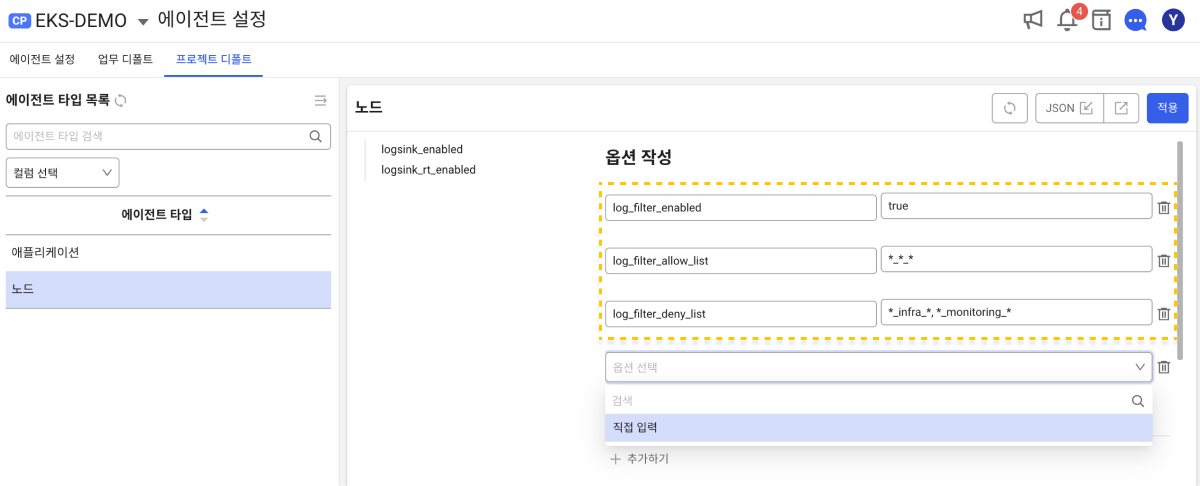 CP EKS-DEMO 에이전트 설정
4
Y
에이전트 설정 업무 디폴트 프로젝트 디폴트
에이전트 타입 목록
에이전트 타입 검색
컬럼 선택
에이전트 타입
애플리케이션
노드
노드
JSON
적용
logsink_enabled
logsink_rt_enabled
옵션 작성
log_filter_enabled true
log_filter_allow_list *_*_*
log_filter_deny_list *_infra_*, *_monitoring_*
옵션 선택
검색
직접 입력
추가하기